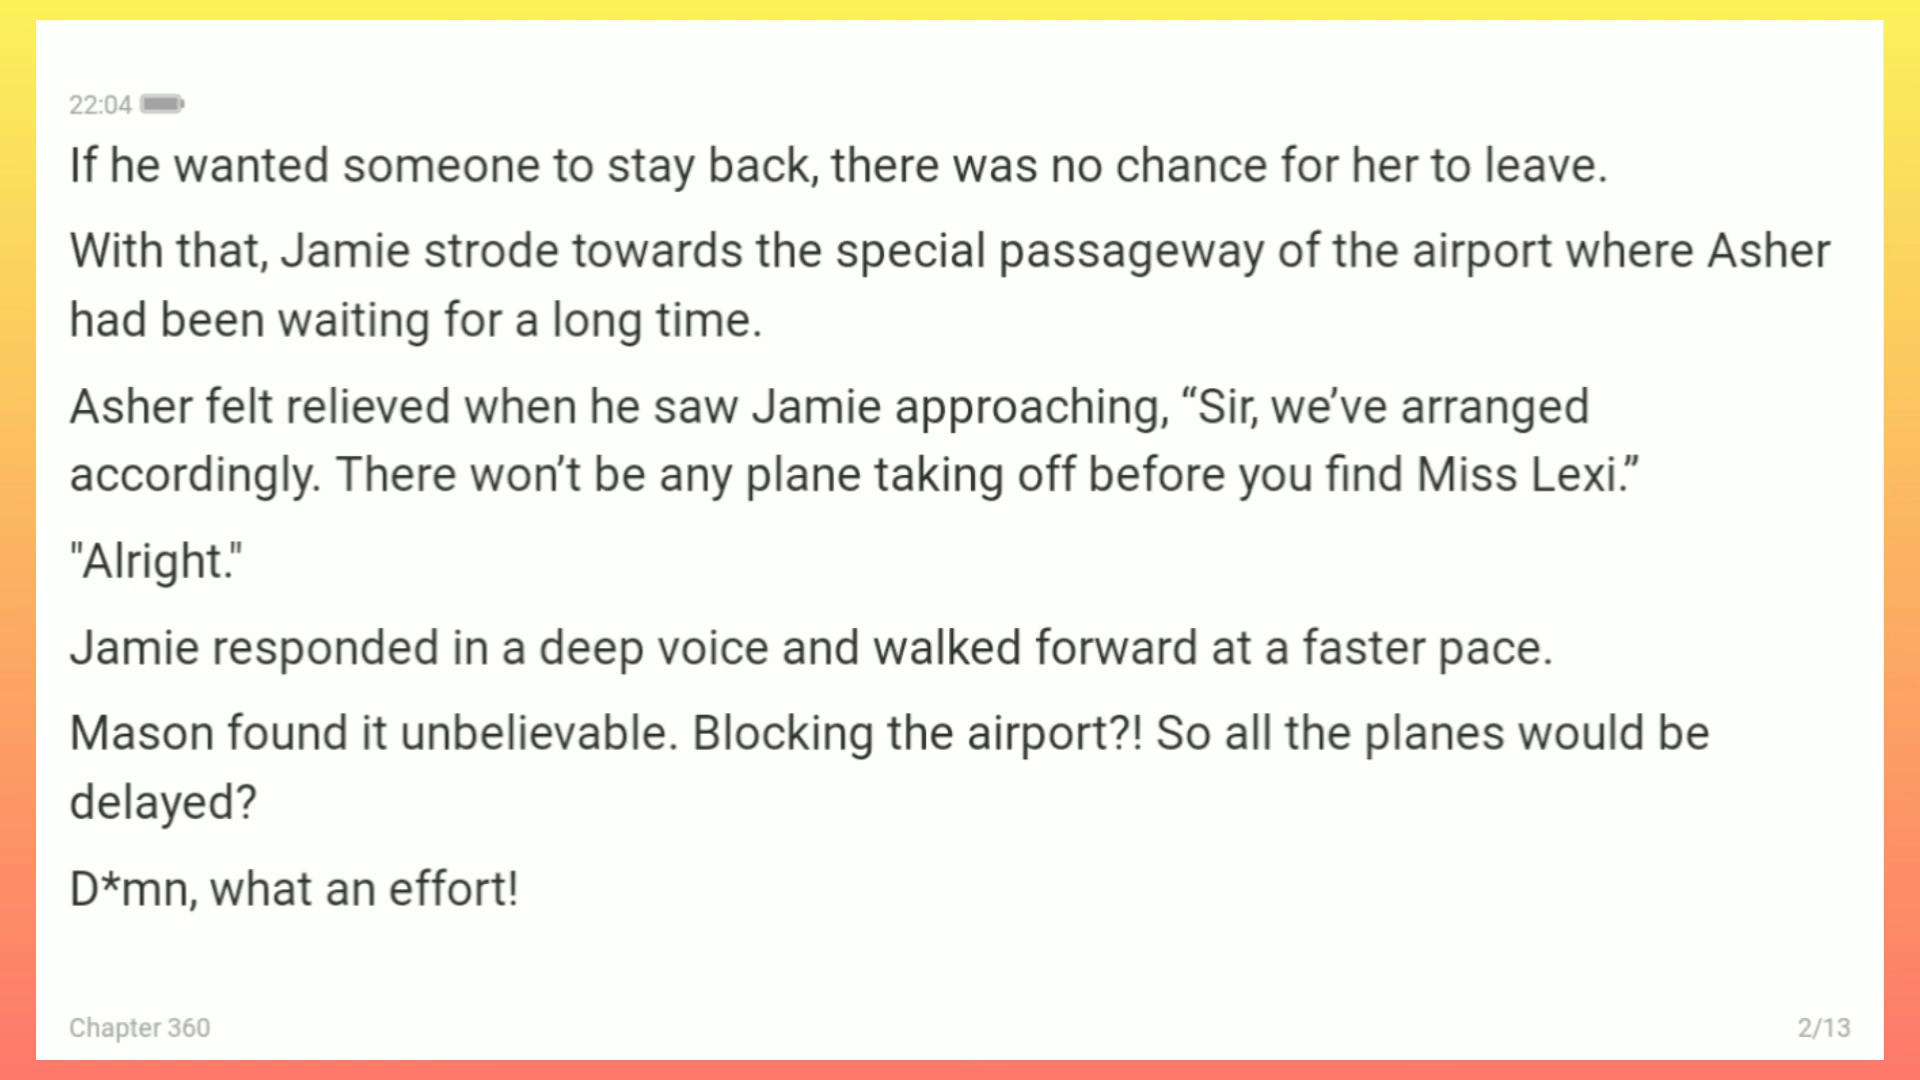 22:04
If he wanted someone to stay back, there was no chance for her to leave.
With that, Jamie strode towards the special passageway of the airport where Asher
had been waiting for a long time.
Asher felt relieved when he saw Jamie approaching, “Sir, we’ve arranged
accordingly. There won’t be any plane taking off before you find Miss Lexi.”
"Alright."
Jamie responded in a deep voice and walked forward at a faster pace.
Mason found it unbelievable. Blocking the airport?! So all the planes would be
delayed?
D*mn, what an effort!
Chapter 360
2/13